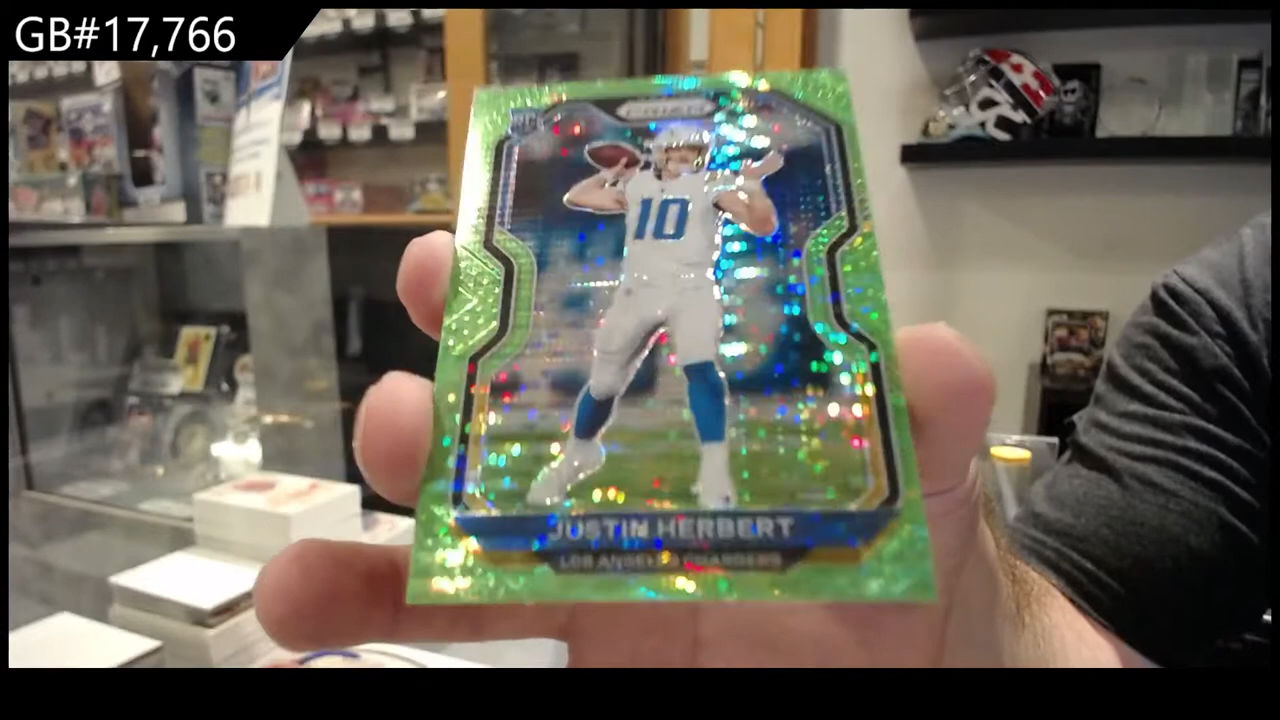 GB#17,766
PRIZM
RC
10
JUSTIN HERBERT
LOS ANGELES CHARGERS